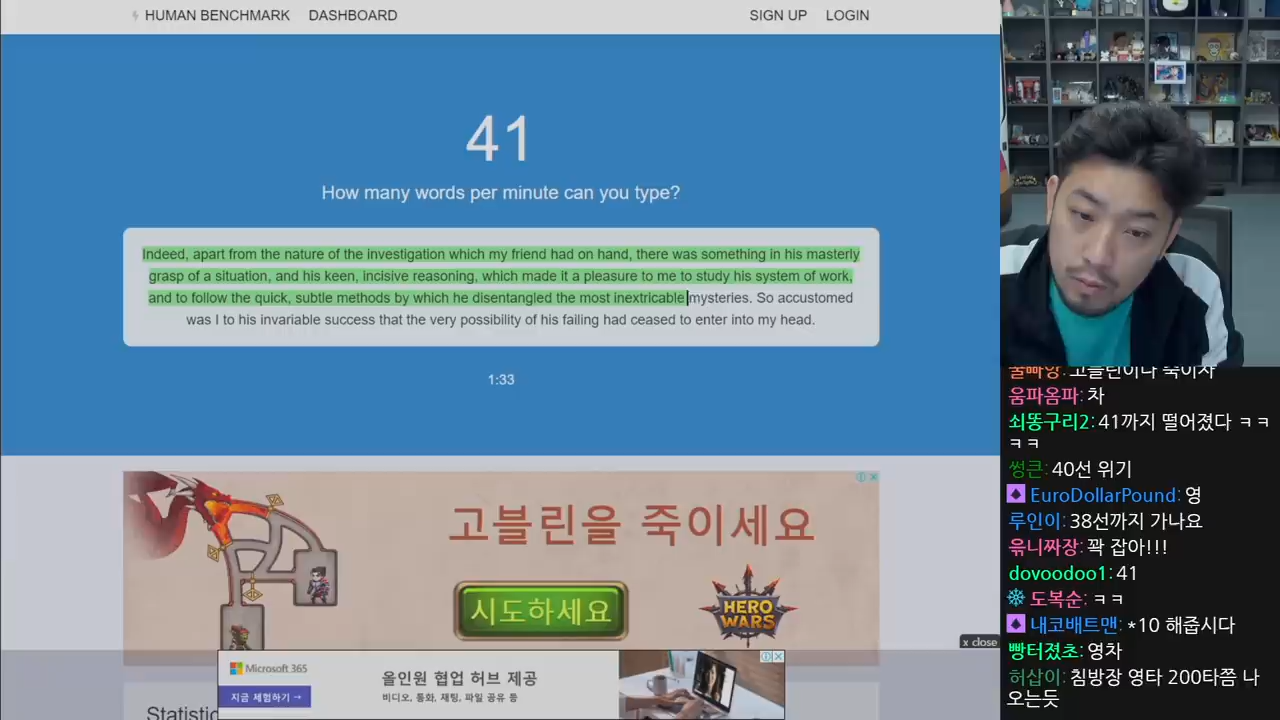 HUMAN BENCHMARK DASHBOARD SIGN UP LOGIN
41
How many words per minute can you type?
Indeed, apart from the nature of the investigation which my friend had on hand, there was something in his masterly
grasp of a situation, and his keen, incisive reasoning, which made it a pleasure to me to study his system of work,
and to follow the quick, subtle methods by which he disentangled the most inextricable mysteries. So accustomed
was I to his invariable success that the very possibility of his failing had ceased to enter into my head.
1:33
고블린을 죽이세요
시도하세요
HERO
WARS
x close
Microsoft 365
지금 체험하기 →
올인원 협업 허브 제공
비디오, 통화, 채팅, 파일 공유 등
Statistic
고블린이나 죽이자
움파옴파: 차
쇠똥구리2: 41까지 떨어졌다 ㅋㅋ
ㅋㅋ
썽큰: 40선 위기
EuroDollarPound: 영
루인이: 38선까지 가나요
윾니짜장: 꽉 잡아!!!
dovoodoo1: 41
도복순: ㅋㅋ
내코배트맨: *10 해줍시다
빵터졌초: 영차
허삽이: 침방장 영타 200타쯤 나
오는듯